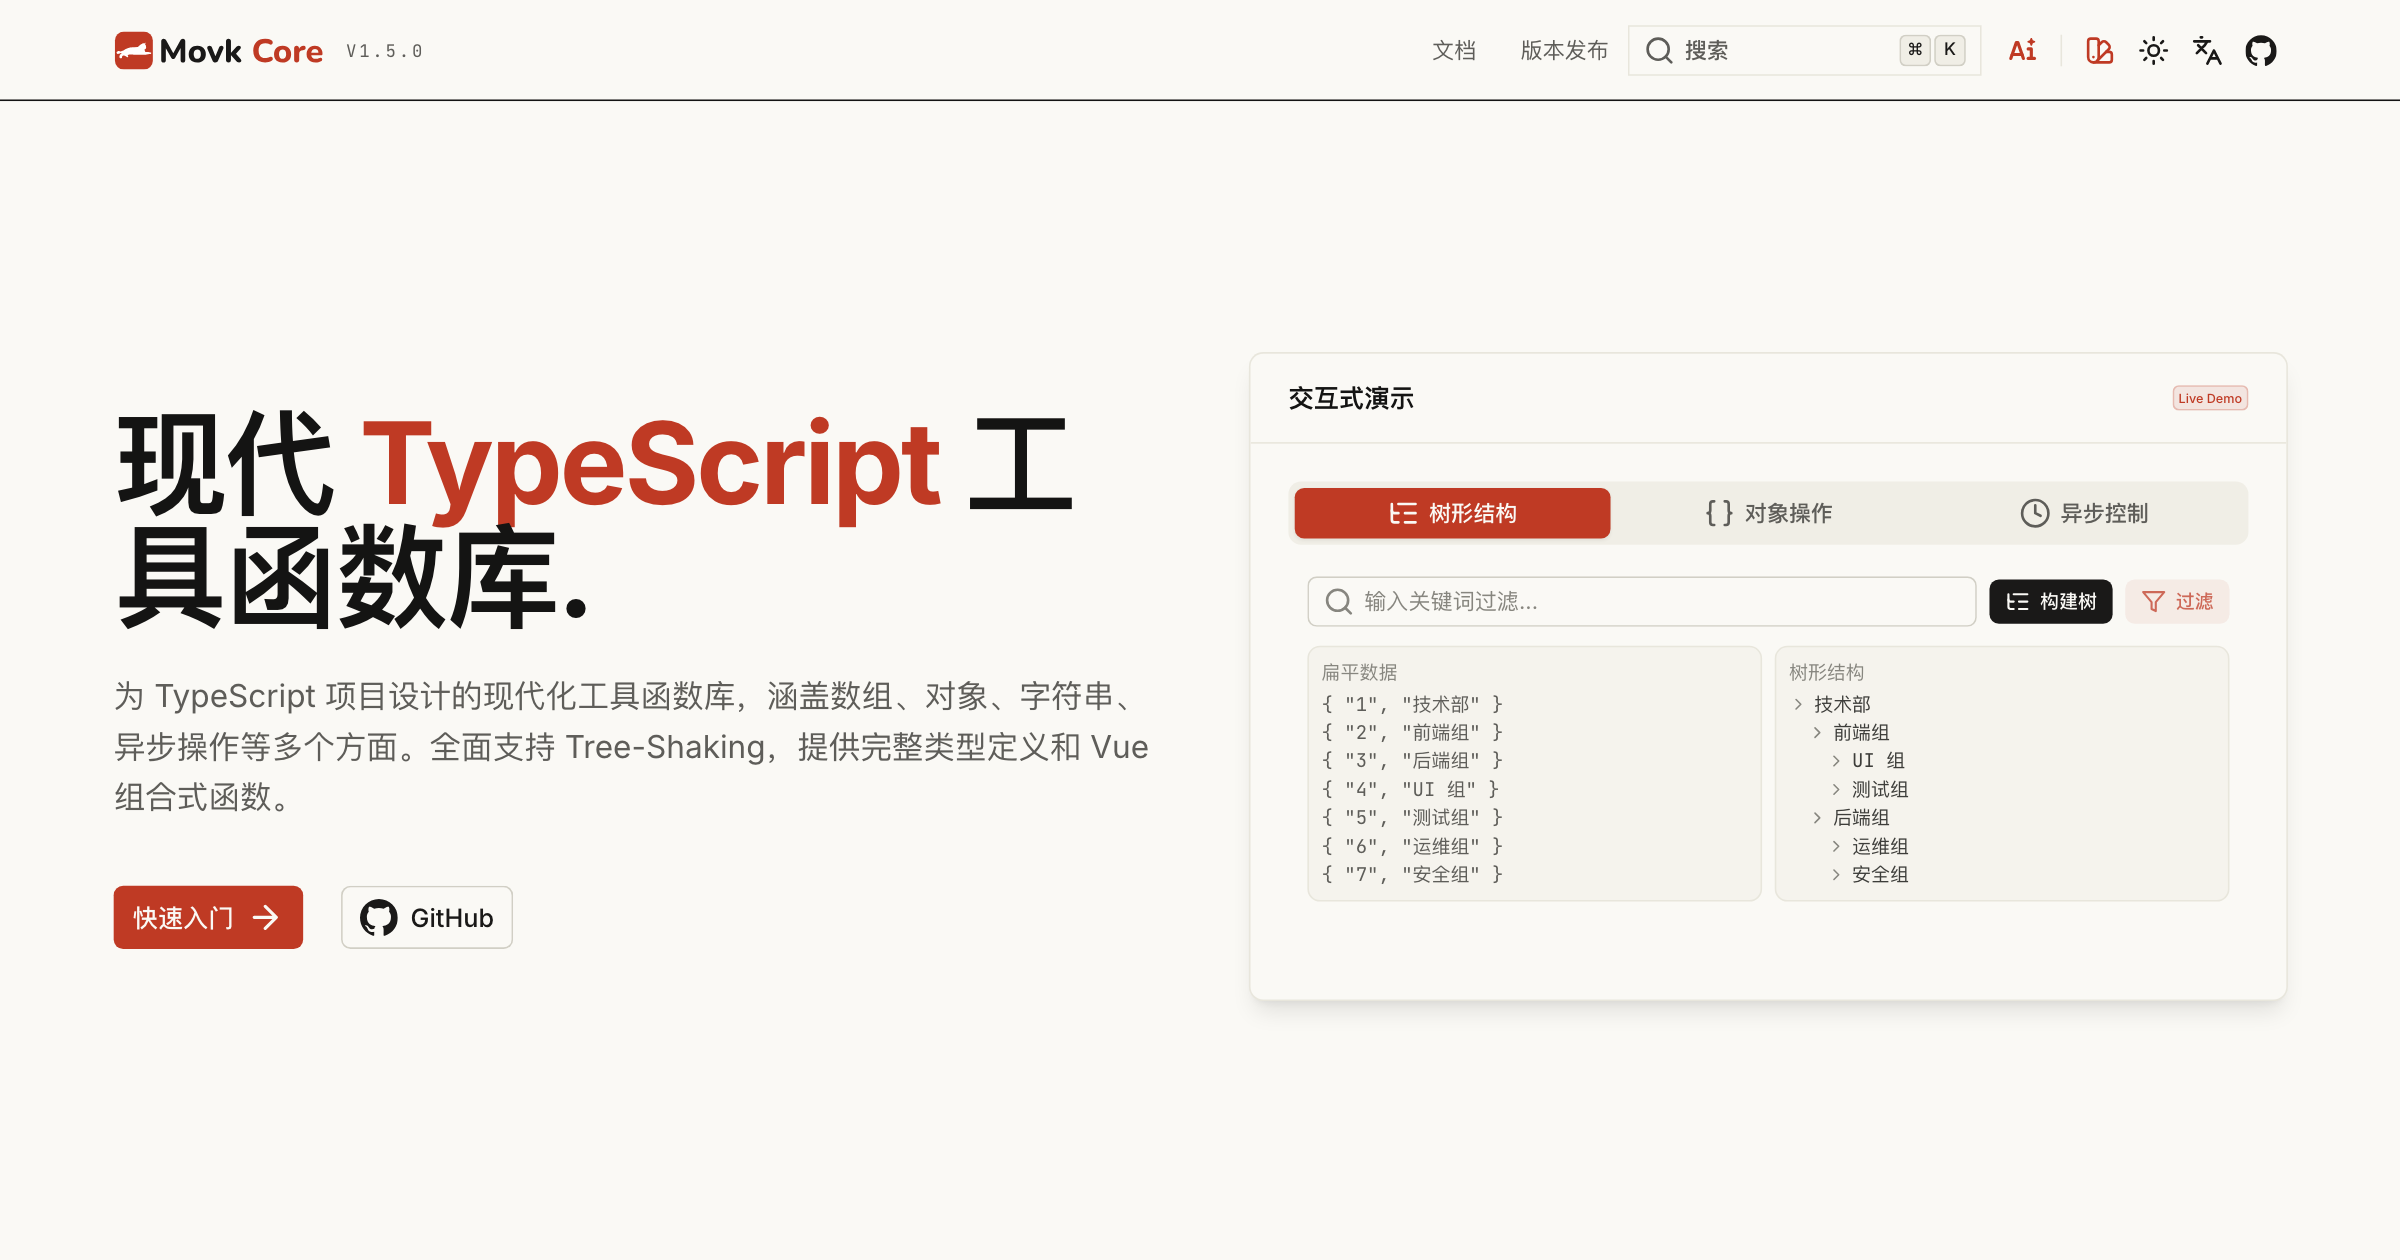 Movk Core V1.5.0
文档 版本发布 搜索 ⌘ K Ai
现代 TypeScript 工
具函数库.
为 TypeScript 项目设计的现代化工具函数库，涵盖数组、对象、字符串、
异步操作等多个方面。全面支持 Tree-Shaking，提供完整类型定义和 Vue
组合式函数。
快速入门 GitHub
交互式演示 Live Demo
树形结构 对象操作 异步控制
输入关键词过滤... 构建树 过滤
扁平数据
{ "1", "技术部" }
{ "2", "前端组" }
{ "3", "后端组" }
{ "4", "UI 组" }
{ "5", "测试组" }
{ "6", "运维组" }
{ "7", "安全组" }
树形结构
技术部
前端组
UI 组
测试组
后端组
运维组
安全组